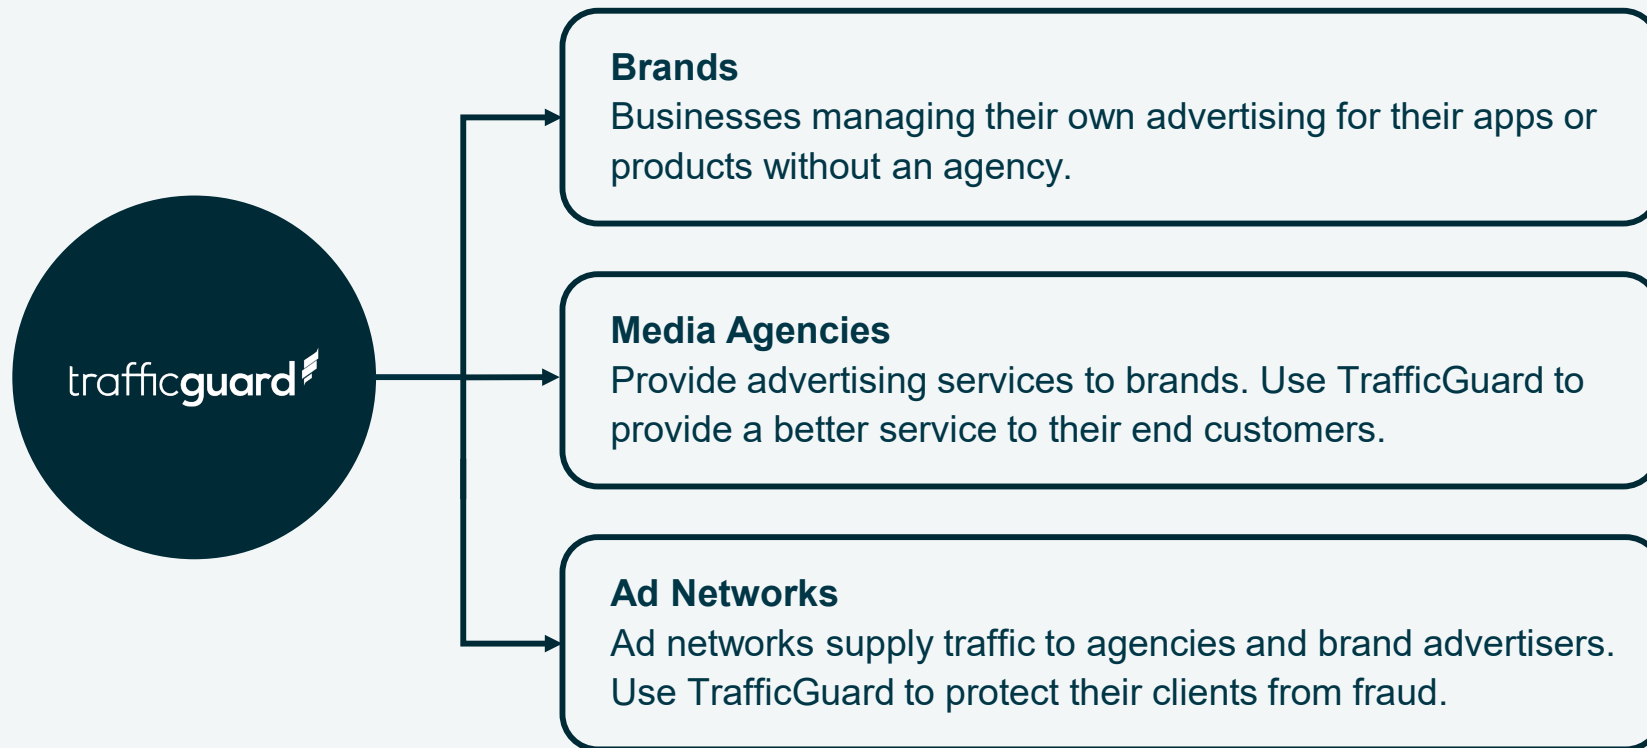 trafficguard
Brands
Businesses managing their own advertising for their apps or
products without an agency.
Media Agencies
Provide advertising services to brands. Use TrafficGuard to
provide a better service to their end customers.
Ad Networks
Ad networks supply traffic to agencies and brand advertisers.
Use TrafficGuard to protect their clients from fraud.